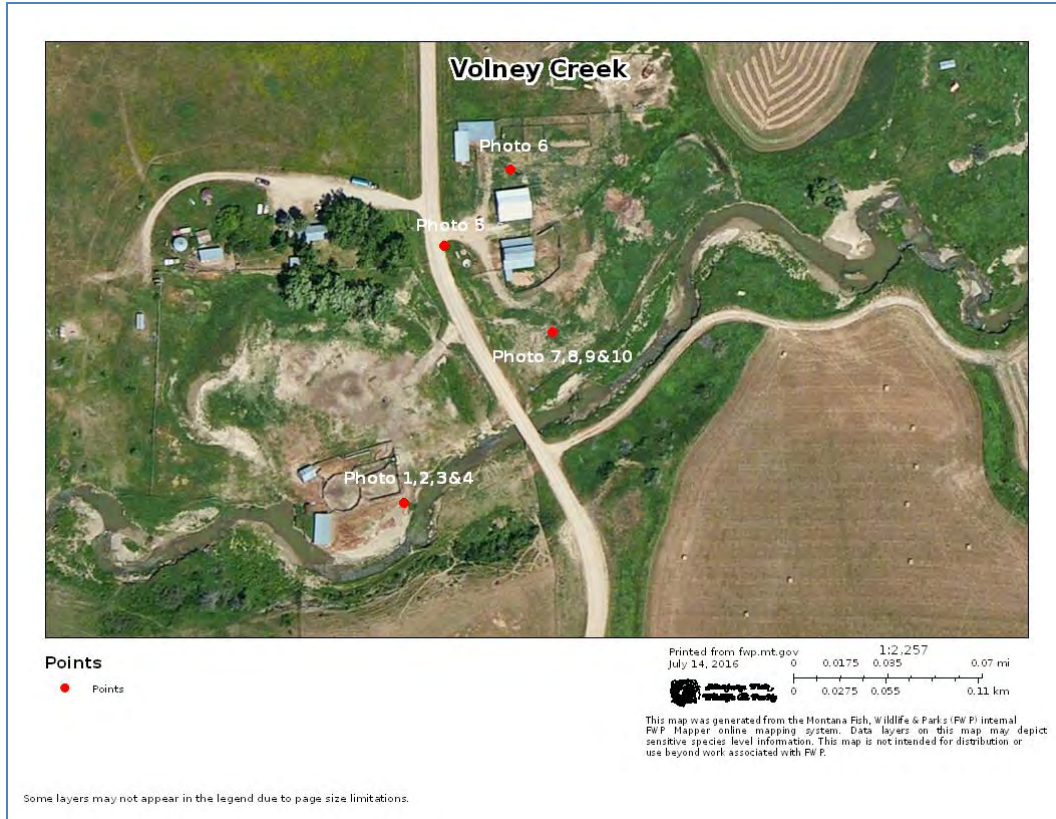 Volney Creek
Photo 6
Photo 5
Photo 7,8,9&10
Photo 1,2,3&4
Points
Points
Printed from fwp.mt.gov
July 14, 2016
1:2,257
0 0.0175 0.035 0.07 mi
0 0.0275 0.055 0.11 km
Montana Fish,
Wildlife & Parks
This map was generated from the Montana Fish, Wildlife & Parks (FWP) internal
FWP Mapper online mapping system. Data layers on this map may depict
sensitive species level information. This map is not intended for distribution or
use beyond work associated with FWP.
Some layers may not appear in the legend due to page size limitations.